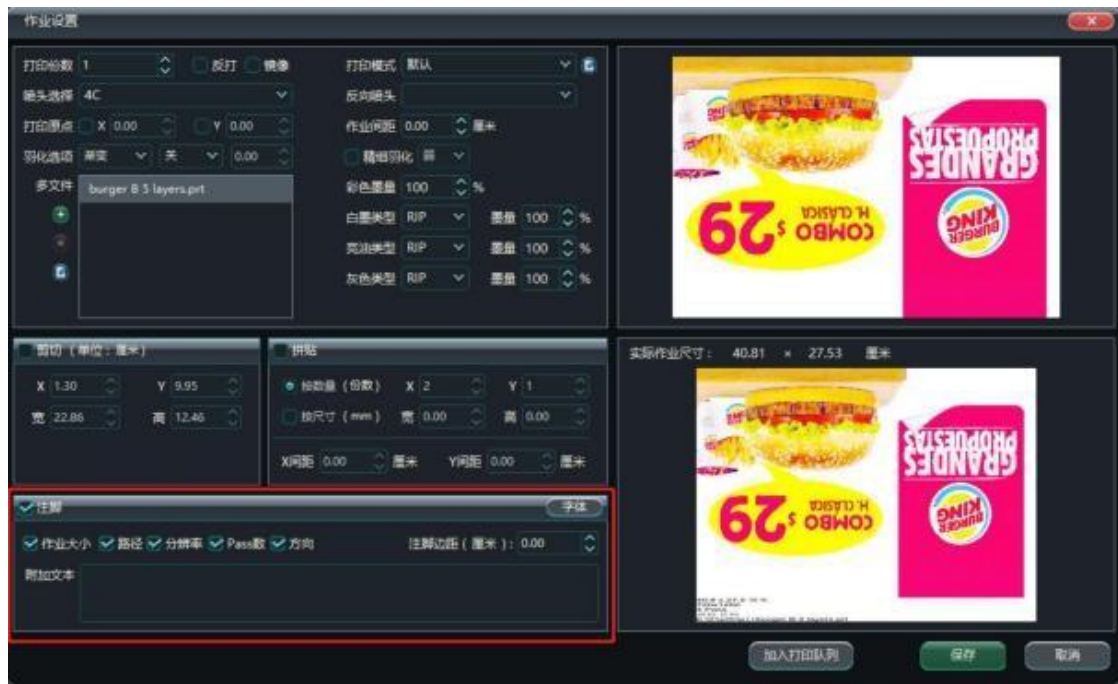 作业设置
打印份数 1 反打 镜像 打印模式 默认
喷头选择 4C 反向喷头
打印原点 X 0.00 Y 0.00 作业间距 0.00 厘米
羽化选项 渐变 关 0.00 精细羽化
多文件 burger B 5 layers.prt 彩色墨量 100 %
白墨类型 RIP 墨量 100 %
亮油类型 RIP 墨量 100 %
灰色类型 RIP 墨量 100 %
GRANDES
PROPUESTAS
BURGER
KING
H. CLASICA
COMBO $29
剪切（单位：厘米）
X 1.30 Y 9.95
宽 22.86 高 12.46
拼贴
按数量（份数） X 2 Y 1
按尺寸（mm） 宽 0.00 高 0.00
X间距 0.00 厘米 Y间距 0.00 厘米
实际作业尺寸： 40.81 × 27.53 厘米
GRANDES
PROPUESTAS
BURGER
KING
H. CLASICA
COMBO $29
注脚 字体
作业大小 路径 分辨率 Pass数 方向 注脚边距（厘米）: 0.00
附加文本
加入打印队列 保存 取消